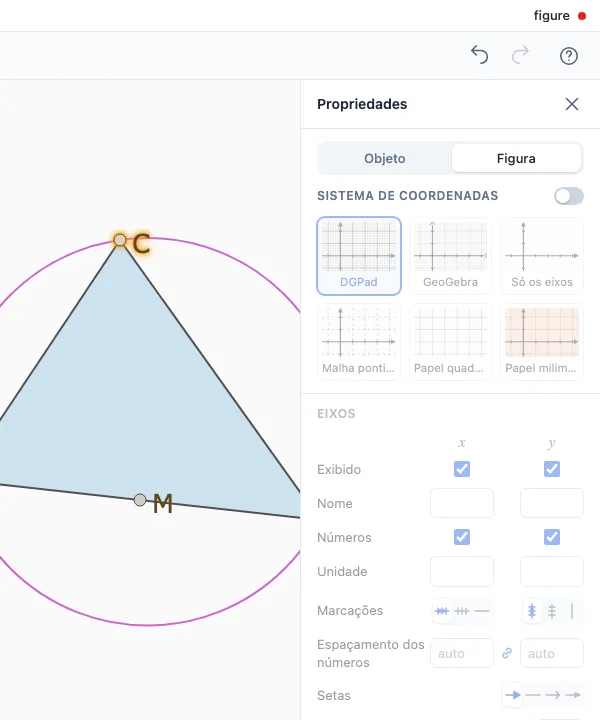 figure
Propriedades
Objeto
Figura
SISTEMA DE COORDENADAS
DGPad
GeoGebra
Só os eixos
Malha ponti...
Papel quad...
Papel milim...
EIXOS
x
y
Exibido
Nome
Números
Unidade
Marcações
Espaçamento dos
números
auto
auto
Setas
C
M